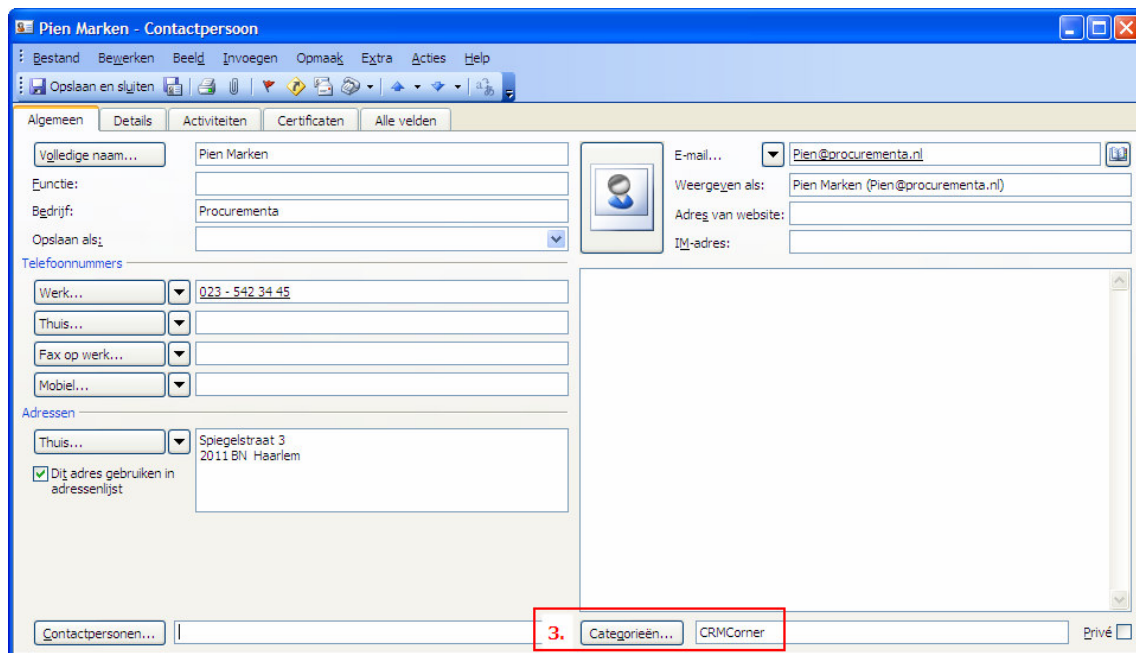 Pien Marken - Contactpersoon
Bestand Bewerken Beeld Invoegen Opmaak Extra Acties Help
Opslaan en sluiten
Algemeen Details Activiteiten Certificaten Alle velden
Volledige naam... Pien Marken
Functie:
Bedrijf: Procurementa
Opslaan als:
E-mail... Pien@procurementa.nl
Weergeven als: Pien Marken (Pien@procurementa.nl)
Adres van website:
IM-adres:
Telefoonnummers
Werk... 023 - 542 34 45
Thuis...
Fax op werk...
Mobiel...
Adressen
Thuis... Spiegelstraat 3
2011 BN Haarlem
Dit adres gebruiken in
adressenlijst
Contactpersonen... 3. Categorieën... CRMCorner Privé